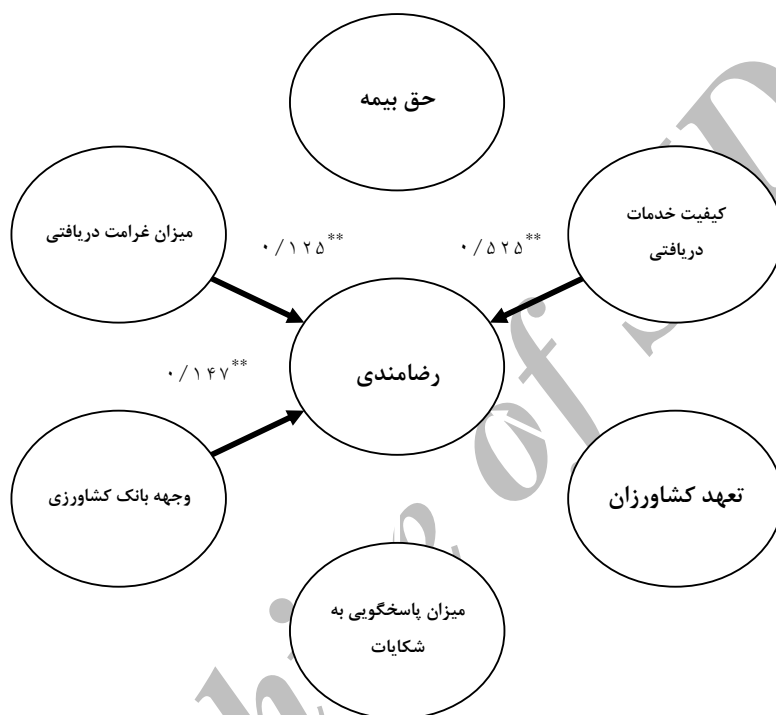 حق بیمه
میزان غرامت دریافتی
کیفیت خدمات
دریافتی
۰/۱۲۵**
۰/۵۲۵**
رضامندی
۰/۱۴۷**
وجهه بانک کشاورزی
تعهد کشاورزان
میزان پاسخگویی به
شکایات